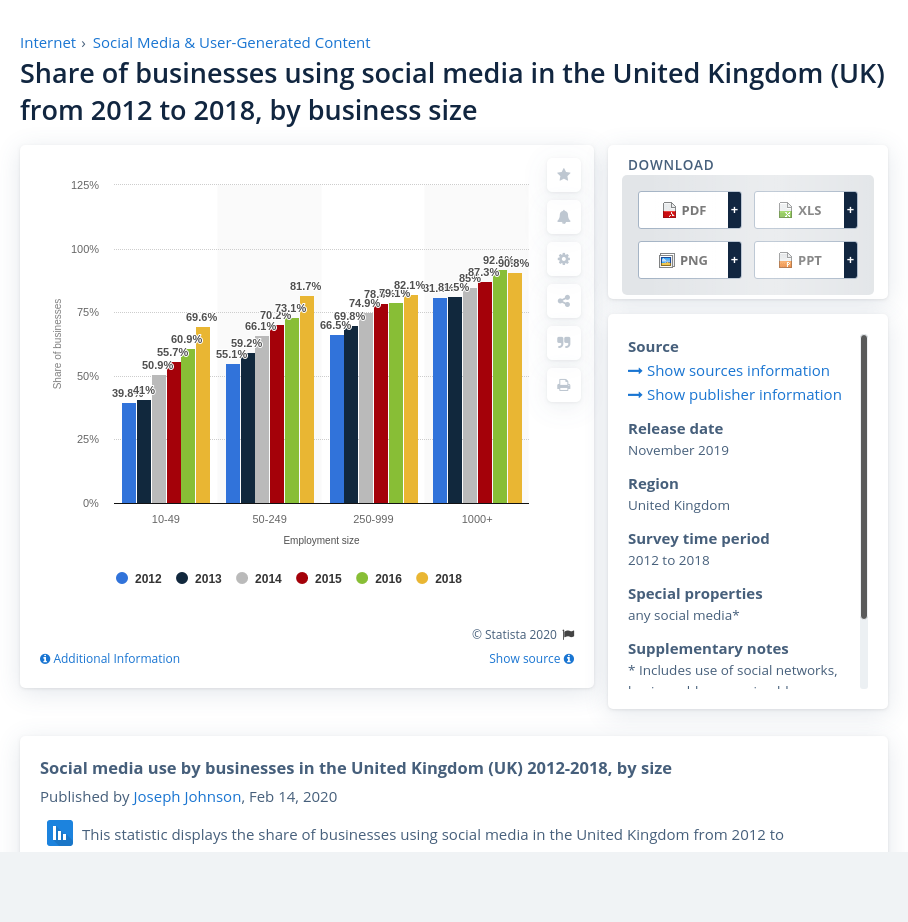 Internet › Social Media & User-Generated Content
Share of businesses using social media in the United Kingdom (UK)
from 2012 to 2018, by business size
125%
100%
75%
50%
25%
0%
Share of businesses
39.8%
41%
50.9%
55.7%
60.9%
69.6%
55.1%
59.2%
66.1%
70.2%
73.1%
81.7%
66.5%
69.8%
74.9%
79.1%
82.1%
81.8%
85%
87.3%
90.8%
10-49
50-249
250-999
1000+
Employment size
2012
2013
2014
2015
2016
2018
© Statista 2020
Additional Information
Show source
DOWNLOAD
PDF +
XLS +
PNG +
PPT +
Source
Show sources information
Show publisher information
Release date
November 2019
Region
United Kingdom
Survey time period
2012 to 2018
Special properties
any social media*
Supplementary notes
* Includes use of social networks,
Social media use by businesses in the United Kingdom (UK) 2012-2018, by size
Published by Joseph Johnson, Feb 14, 2020
This statistic displays the share of businesses using social media in the United Kingdom from 2012 to